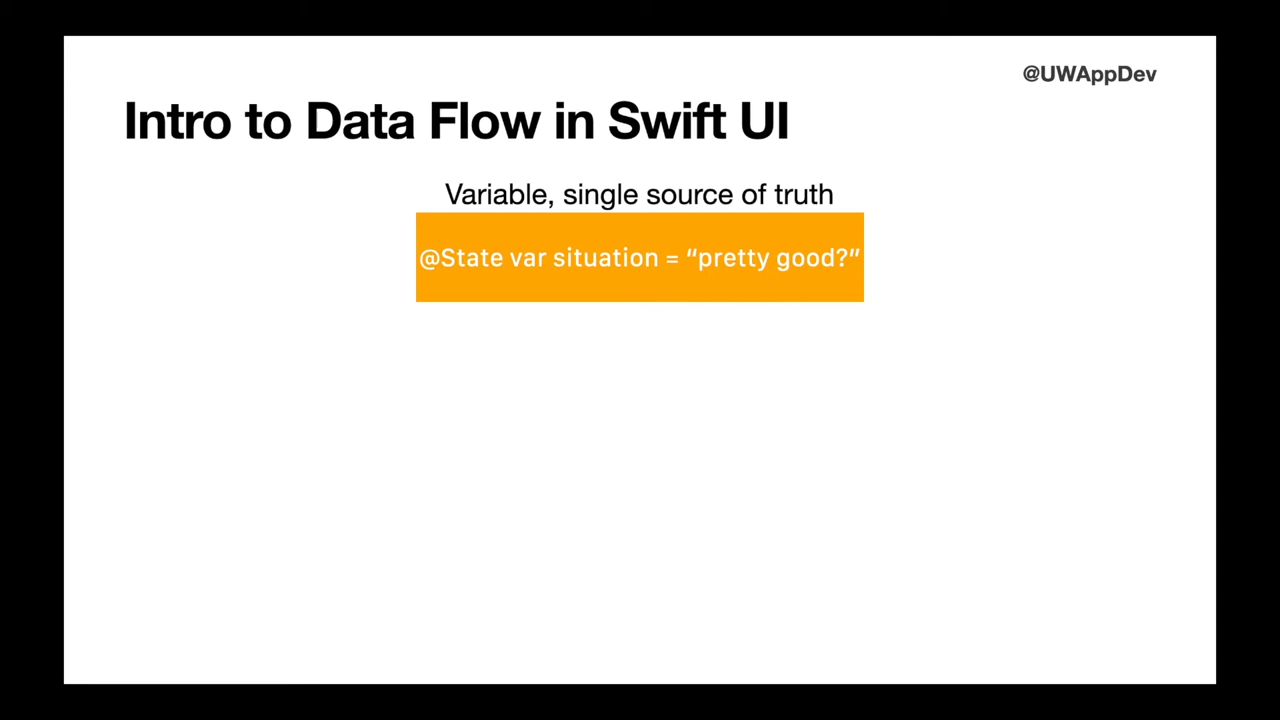 @UWAppDev
Intro to Data Flow in Swift UI
Variable, single source of truth
@State var situation = “pretty good?”